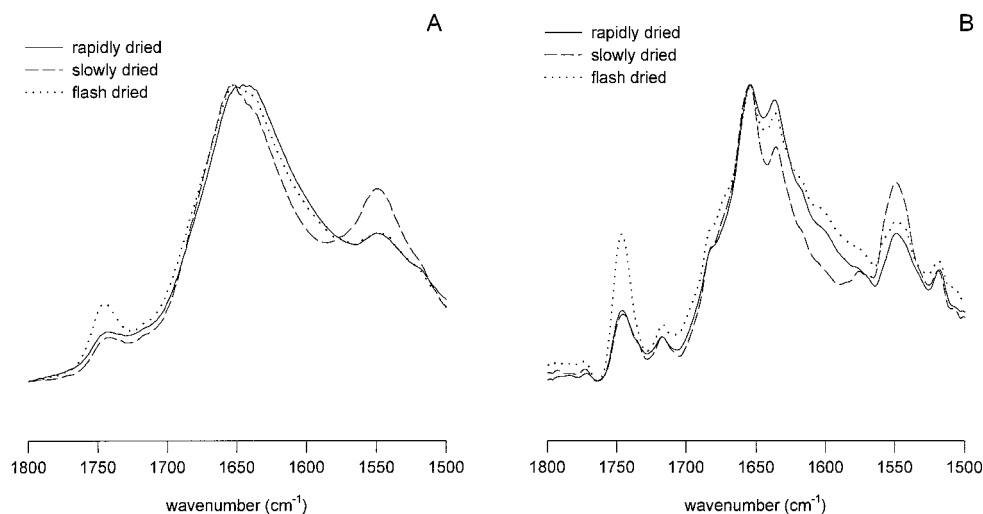 A
rapidly dried
slowly dried
flash dried
1800 1750 1700 1650 1600 1550 1500
wavenumber (cm⁻¹)
B
rapidly dried
slowly dried
flash dried
1800 1750 1700 1650 1600 1550 1500
wavenumber (cm⁻¹)